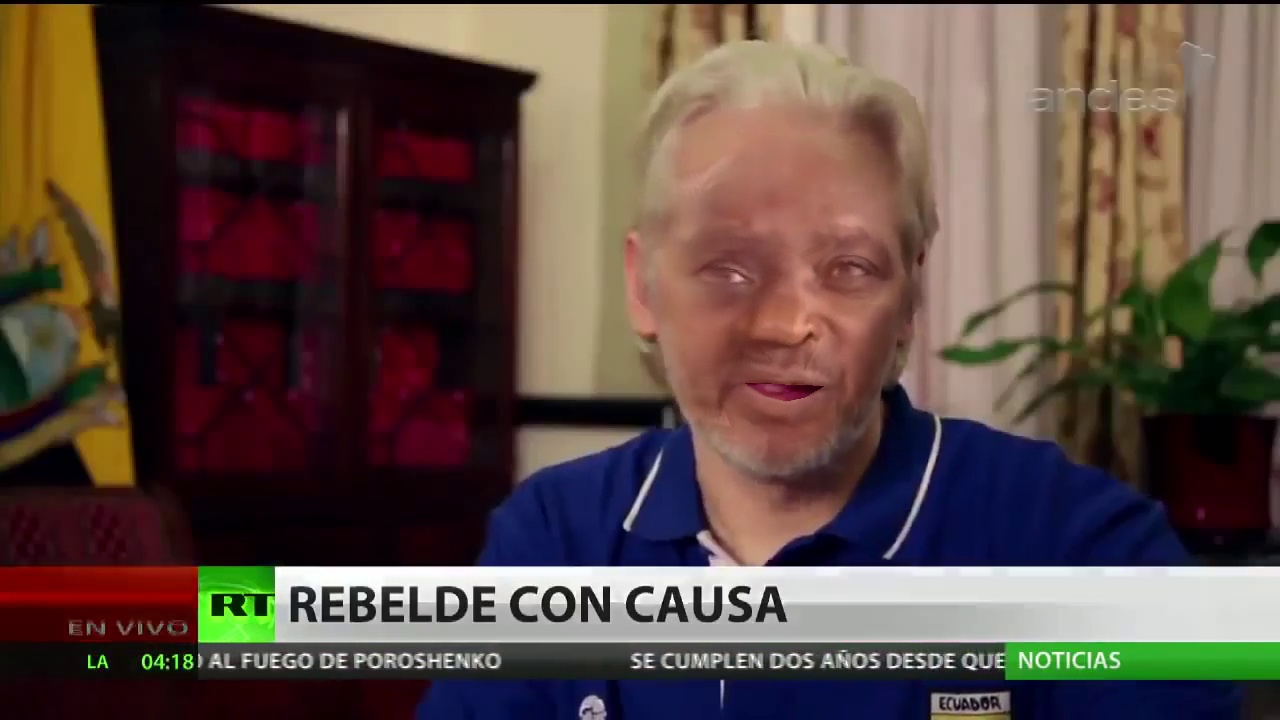 andes
RT REBELDE CON CAUSA
EN VIVO
LA 04:18 AL FUEGO DE POROSHENKO SE CUMPLEN DOS AÑOS DESDE QUE NOTICIAS
ECUADOR